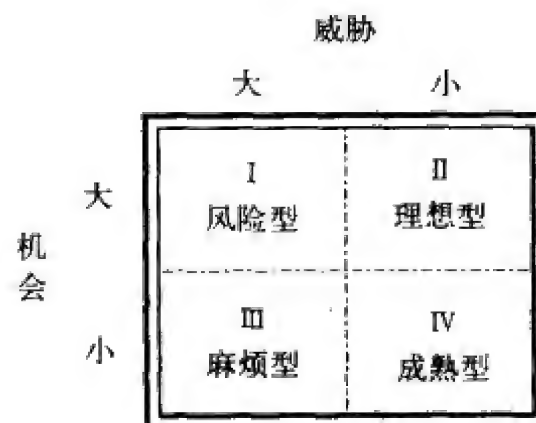 威胁
大 小
大
I II
风险型 理想型
机
会
III IV
小
麻烦型 成熟型